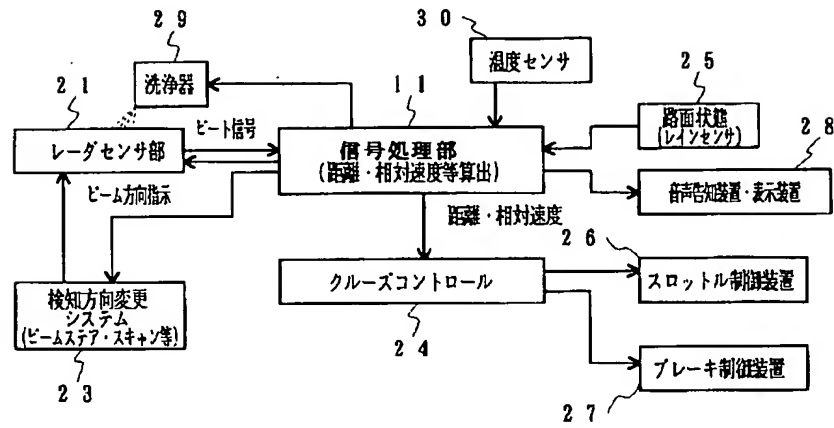 ３０
２９
２５
温度センサ
洗浄器
２１
１１
路面状態
(レインセンサ)
２８
ビート信号
レーダセンサ部
信号処理部
(距離・相対速度等算出)
音声告知装置・表示装置
ビーム方向指示
距離・相対速度
２６
クルーズコントロール
スロットル制御装置
検知方向変更
システム
(ビームステア・スキャン等)
２４
２３
ブレーキ制御装置
２７